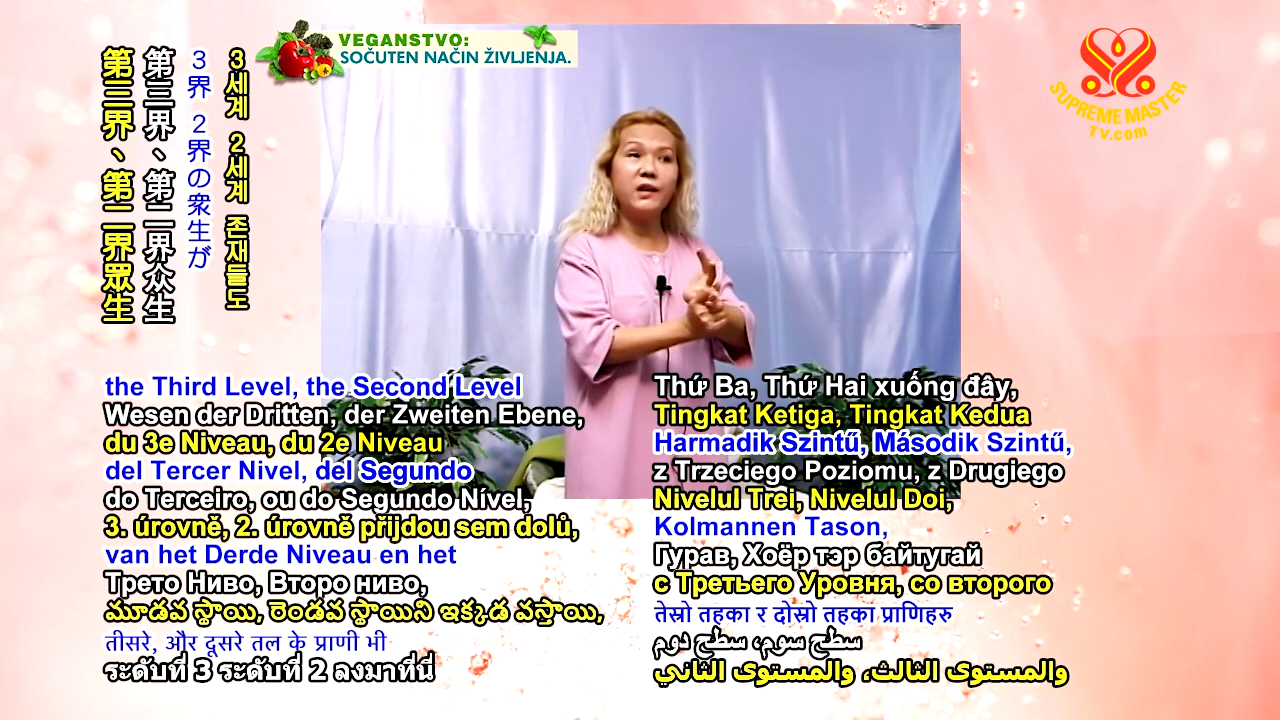 VEGANSTVO:
SOČUTEN NAČIN ŽIVLJENJA.
SUPREME MASTER
TV.com
3세계 2세계 존재들도
3界 2界の衆生が
第三界、第二界众生
第三界、第二界眾生
the Third Level, the Second Level
Wesen der Dritten, der Zweiten Ebene,
du 3e Niveau, du 2e Niveau
del Tercer Nivel, del Segundo
do Terceiro, ou do Segundo Nível,
3. úrovně, 2. úrovně přijdou sem dolů,
van het Derde Niveau en het
Трето Ниво, Второ ниво,
మూడవ స్థాయి, రెండవ స్థాయిని ఇక్కడ వస్తాయి,
तीसरे, और दूसरे तल के प्राणी भी
ระดับที่ 3 ระดับที่ 2 ลงมาที่นี่
Thứ Ba, Thứ Hai xuống đây,
Tingkat Ketiga, Tingkat Kedua
Harmadik Szintű, Második Szintű,
z Trzeciego Poziomu, z Drugiego
Nivelul Trei, Nivelul Doi,
Kolmannen Tason,
Гурав, Хоёр тэр байтугай
с Третьего Уровня, со второго
तेस्रो तहका र दोस्रो तहका प्राणिहरु
سطح سوم، سطح دوم
والمستوى الثالث، والمستوى الثاني